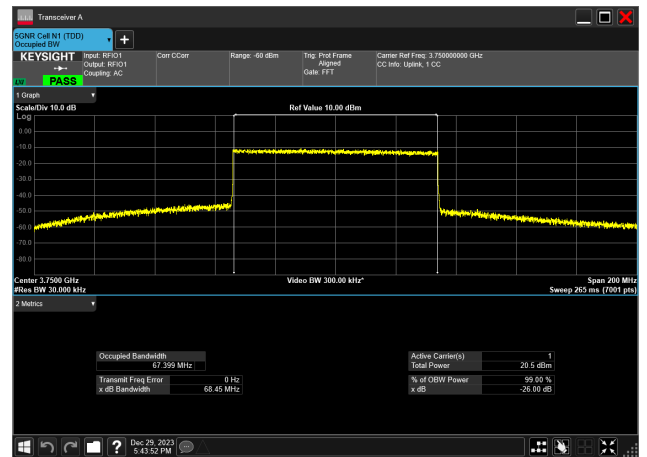 Transceiver A
5GNR Cell N1 (TDD)
Occupied BW
+
KEYSIGHT
LW PASS
Input: RFIO1
Output: RFIO1
Coupling: AC
Corr CCorr
Range: -60 dBm
Trig: Prot Frame
Aligned
Gate: FFT
Carrier Ref Freq: 3.750000000 GHz
CC Info: Uplink, 1 CC
1 Graph
Scale/Div 10.0 dB
Ref Value 10.00 dBm
Log
0.00
-10.0
-20.0
-30.0
-40.0
-50.0
-60.0
-70.0
-80.0
Center 3.7500 GHz
Video BW 300.00 kHz*
Span 200 MHz
#Res BW 30.000 kHz
Sweep 265 ms (7001 pts)
2 Metrics
Occupied Bandwidth
67.399 MHz
Transmit Freq Error 0 Hz
x dB Bandwidth 68.45 MHz
Active Carrier(s) 1
Total Power 20.5 dBm
% of OBW Power 99.00 %
x dB -26.00 dB
?
Dec 29, 2023
5:43:52 PM